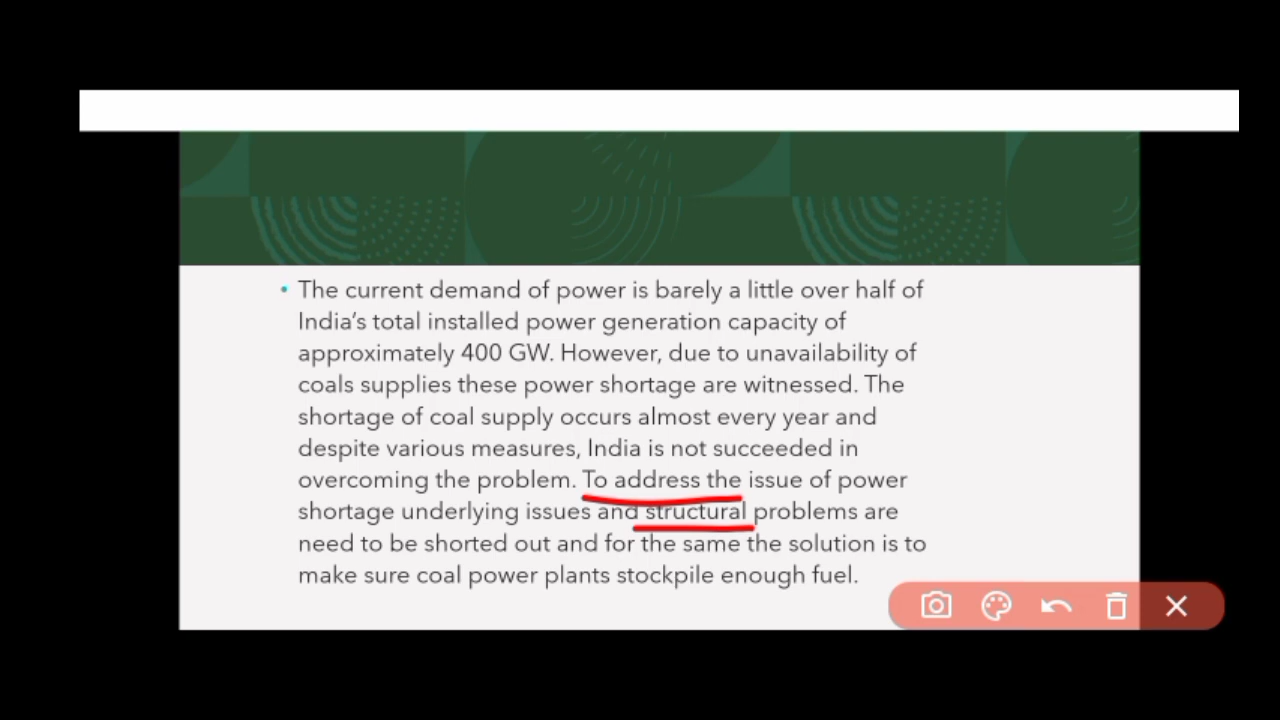 • The current demand of power is barely a little over half of
India’s total installed power generation capacity of
approximately 400 GW. However, due to unavailability of
coals supplies these power shortage are witnessed. The
shortage of coal supply occurs almost every year and
despite various measures, India is not succeeded in
overcoming the problem. To address the issue of power
shortage underlying issues and structural problems are
need to be shorted out and for the same the solution is to
make sure coal power plants stockpile enough fuel.